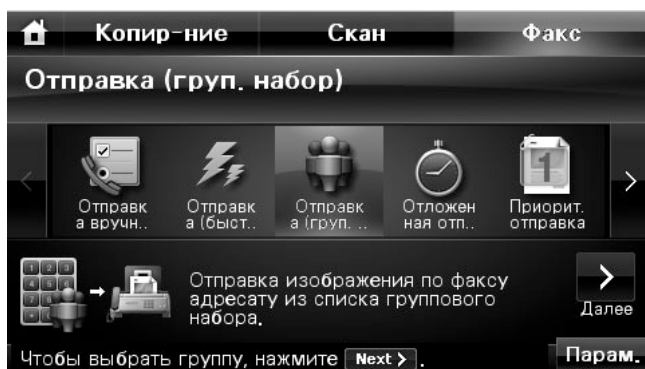 Копир-ние Скан Факс
Отправка (груп. набор)
Отправк Отправк Отправк Отложен Приорит.
а вручн.. а (быст.. а (груп. .. ная отп.. отправка
Отправка изображения по факсу
адресату из списка группового
набора.
Далее
Чтобы выбрать группу, нажмите Next > .
Парам.